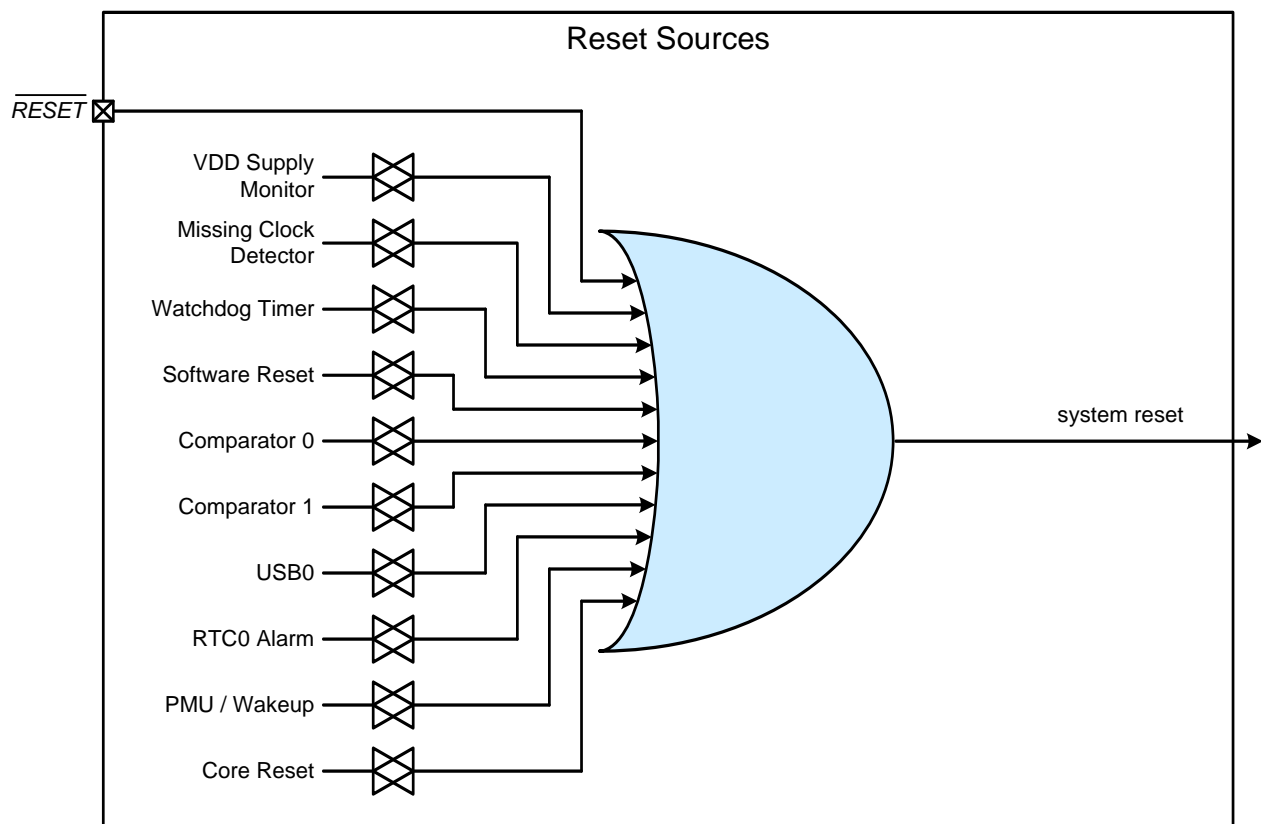 Reset Sources
RESET
VDD Supply
Monitor
Missing Clock
Detector
Watchdog Timer
Software Reset
Comparator 0
Comparator 1
USB0
RTC0 Alarm
PMU / Wakeup
Core Reset
system reset